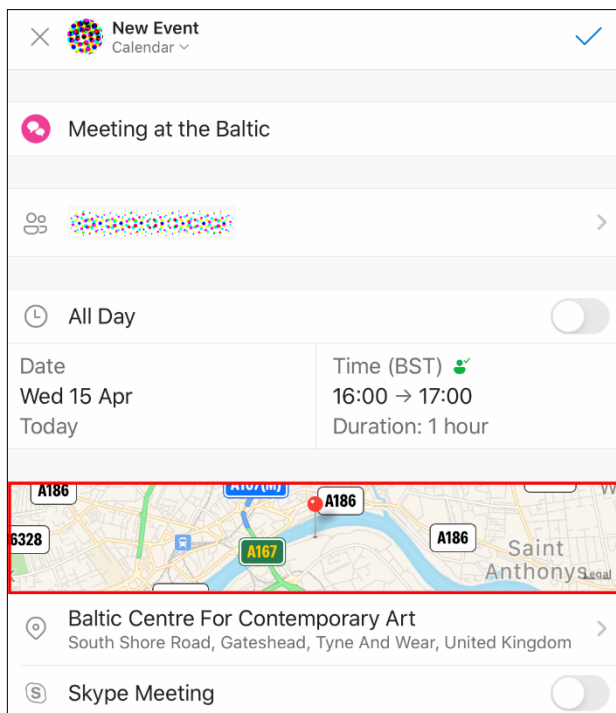 New Event
Calendar
Meeting at the Baltic
All Day
Date
Wed 15 Apr
Today
Time (BST)
16:00 → 17:00
Duration: 1 hour
A186
A167(M)
A186
6328
A167
A186
Saint
Anthonys
Legal
Baltic Centre For Contemporary Art
South Shore Road, Gateshead, Tyne And Wear, United Kingdom
Skype Meeting